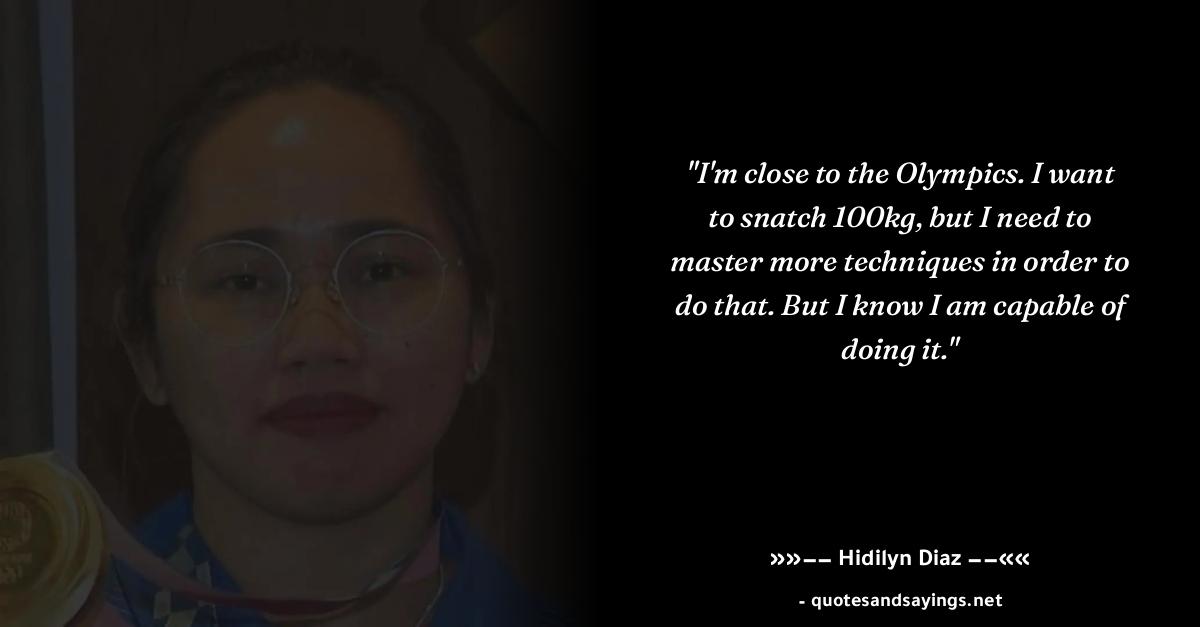 "I'm close to the Olympics. I want
to snatch 100kg, but I need to
master more techniques in order to
do that. But I know I am capable of
doing it."
»»−− Hidilyn Diaz −−««
- quotesandsayings.net